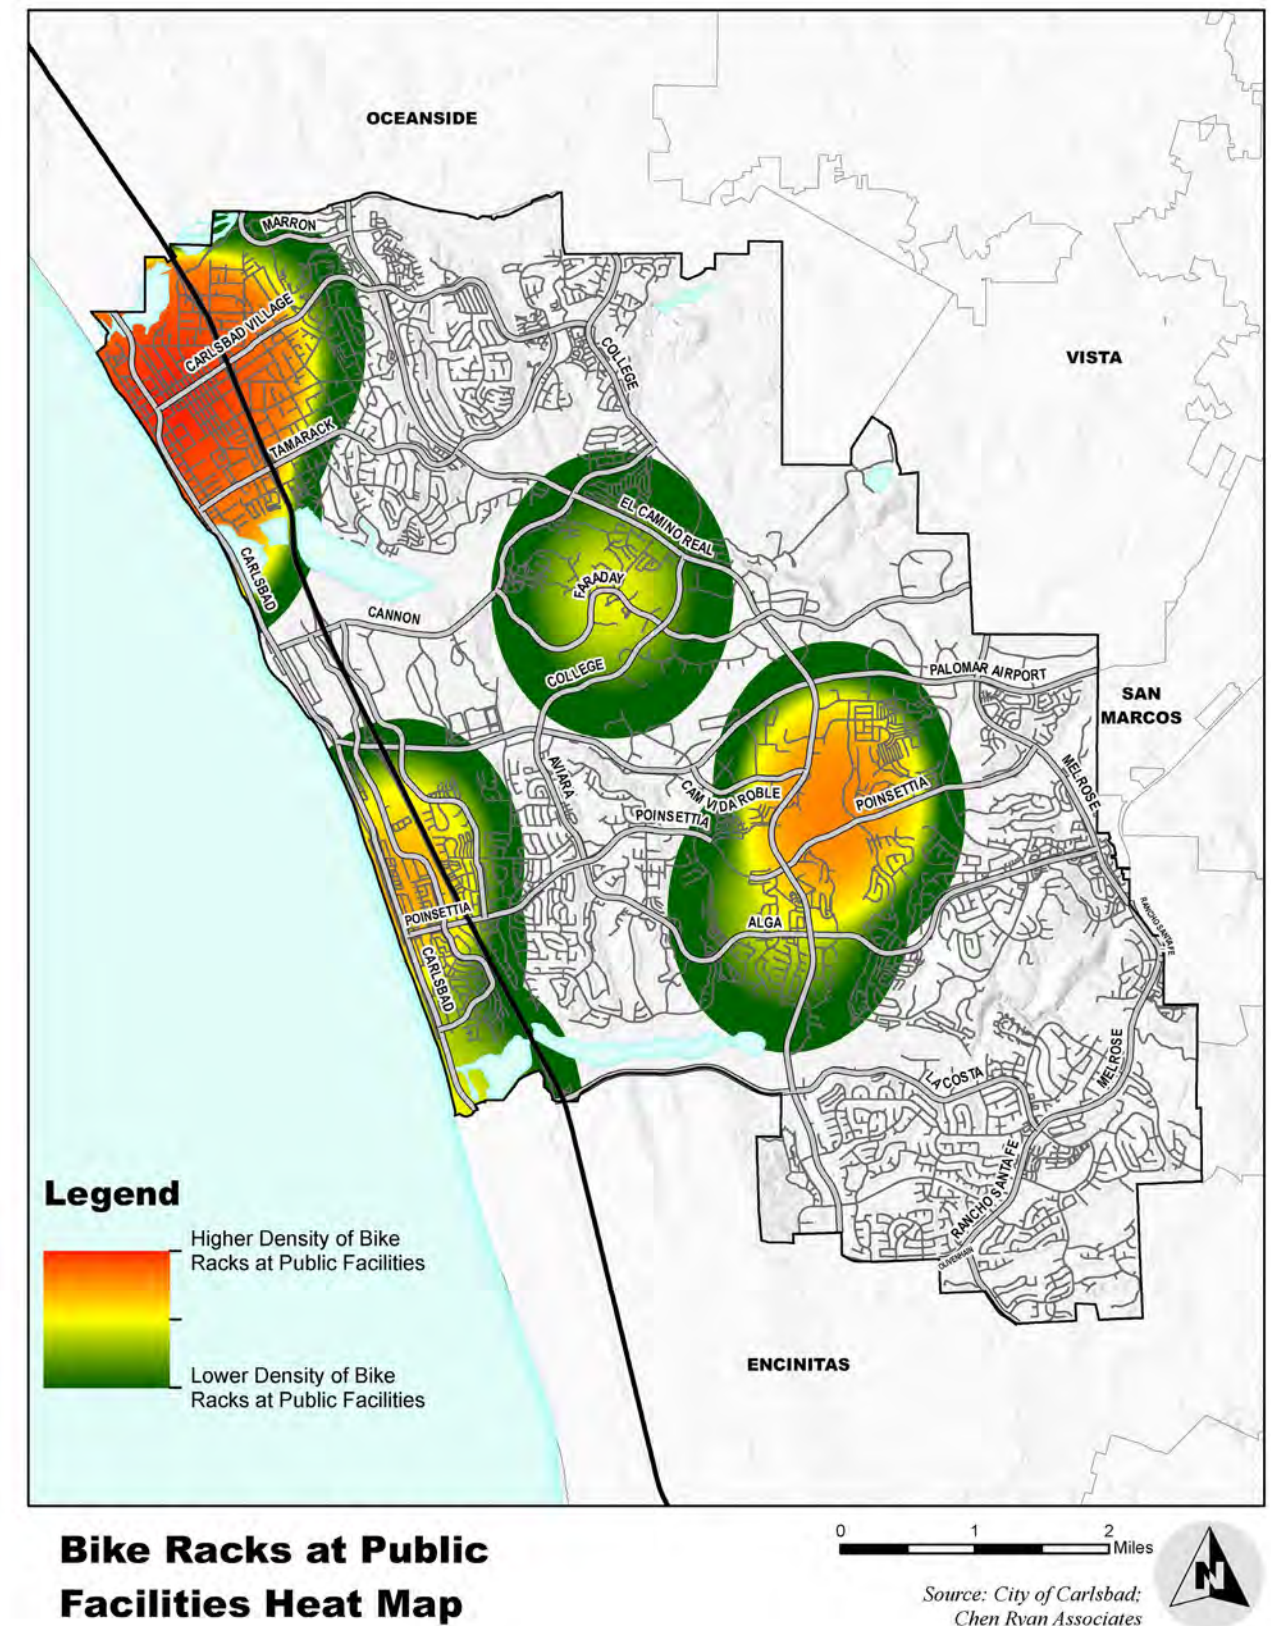 OCEANSIDE
MARRON
CARLSBAD VILLAGE
COLLEGE
VISTA
TAMARACK
EL CAMINO REAL
CARLSBAD
FARADAY
CANNON
COLLEGE
PALOMAR AIRPORT
SAN
MARCOS
AVIARA
CAM VIDA ROBLE
MELROSE
POINSETTIA
POINSETTIA
POINSETTIA
ALGA
RANCHO SANTA FE
CARLSBAD
LA COSTA
MELROSE
RANCHO SANTA FE
OLIVENHAIN
Legend
Higher Density of Bike
Racks at Public Facilities
Lower Density of Bike
Racks at Public Facilities
ENCINITAS
Bike Racks at Public
Facilities Heat Map
0 1 2
Miles
N
Source: City of Carlsbad;
Chen Ryan Associates